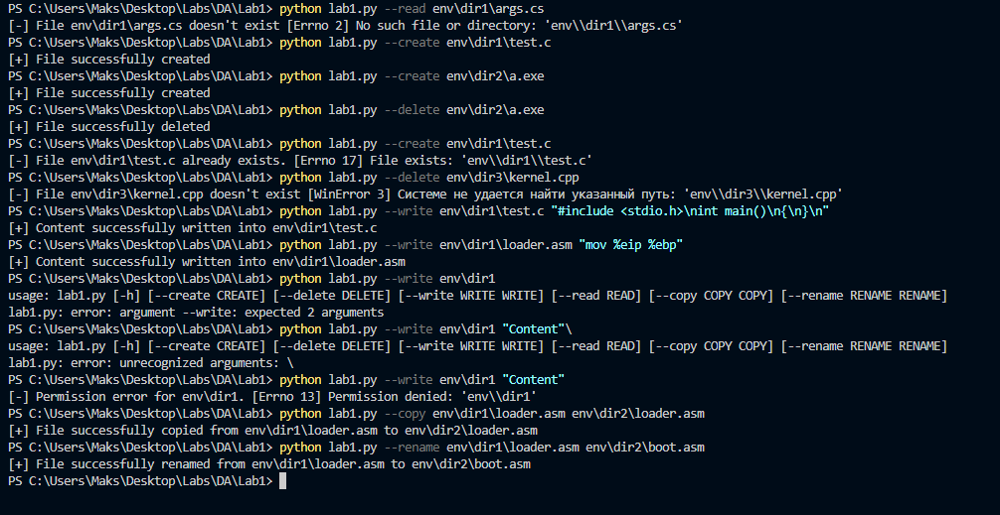 PS C:\Users\Maks\Desktop\Labs\DA\Lab1> python lab1.py --read env\dir1\args.cs
[-] File env\dir1\args.cs doesn't exist [Errno 2] No such file or directory: 'env\\dir1\\args.cs'
PS C:\Users\Maks\Desktop\Labs\DA\Lab1> python lab1.py --create env\dir1\test.c
[+] File successfully created
PS C:\Users\Maks\Desktop\Labs\DA\Lab1> python lab1.py --create env\dir2\a.exe
[+] File successfully created
PS C:\Users\Maks\Desktop\Labs\DA\Lab1> python lab1.py --delete env\dir2\a.exe
[+] File successfully deleted
PS C:\Users\Maks\Desktop\Labs\DA\Lab1> python lab1.py --create env\dir1\test.c
[-] File env\dir1\test.c already exists. [Errno 17] File exists: 'env\\dir1\\test.c'
PS C:\Users\Maks\Desktop\Labs\DA\Lab1> python lab1.py --delete env\dir3\kernel.cpp
[-] File env\dir3\kernel.cpp doesn't exist [WinError 3] Системе не удается найти указанный путь: 'env\\dir3\\kernel.cpp'
PS C:\Users\Maks\Desktop\Labs\DA\Lab1> python lab1.py --write env\dir1\test.c "#include <stdio.h>\nint main()\n{\n}\n"
[+] Content successfully written into env\dir1\test.c
PS C:\Users\Maks\Desktop\Labs\DA\Lab1> python lab1.py --write env\dir1\loader.asm "mov %eip %ebp"
[+] Content successfully written into env\dir1\loader.asm
PS C:\Users\Maks\Desktop\Labs\DA\Lab1> python lab1.py --write env\dir1
usage: lab1.py [-h] [--create CREATE] [--delete DELETE] [--write WRITE WRITE] [--read READ] [--copy COPY COPY] [--rename RENAME RENAME]
lab1.py: error: argument --write: expected 2 arguments
PS C:\Users\Maks\Desktop\Labs\DA\Lab1> python lab1.py --write env\dir1 "Content"\
usage: lab1.py [-h] [--create CREATE] [--delete DELETE] [--write WRITE WRITE] [--read READ] [--copy COPY COPY] [--rename RENAME RENAME]
lab1.py: error: unrecognized arguments: \
PS C:\Users\Maks\Desktop\Labs\DA\Lab1> python lab1.py --write env\dir1 "Content"
[-] Permission error for env\dir1. [Errno 13] Permission denied: 'env\\dir1'
PS C:\Users\Maks\Desktop\Labs\DA\Lab1> python lab1.py --copy env\dir1\loader.asm env\dir2\loader.asm
[+] File successfully copied from env\dir1\loader.asm to env\dir2\loader.asm
PS C:\Users\Maks\Desktop\Labs\DA\Lab1> python lab1.py --rename env\dir1\loader.asm env\dir2\boot.asm
[+] File successfully renamed from env\dir1\loader.asm to env\dir2\boot.asm
PS C:\Users\Maks\Desktop\Labs\DA\Lab1>